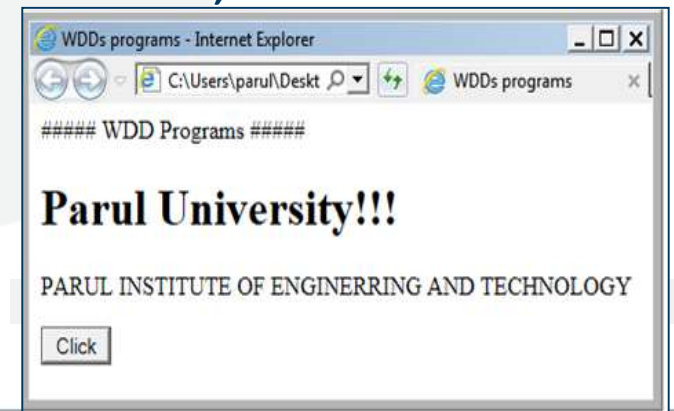 WDDs programs - Internet Explorer
C:\Users\parul\Deskt WDDs programs
##### WDD Programs #####
Parul University!!!
PARUL INSTITUTE OF ENGINERRING AND TECHNOLOGY
Click